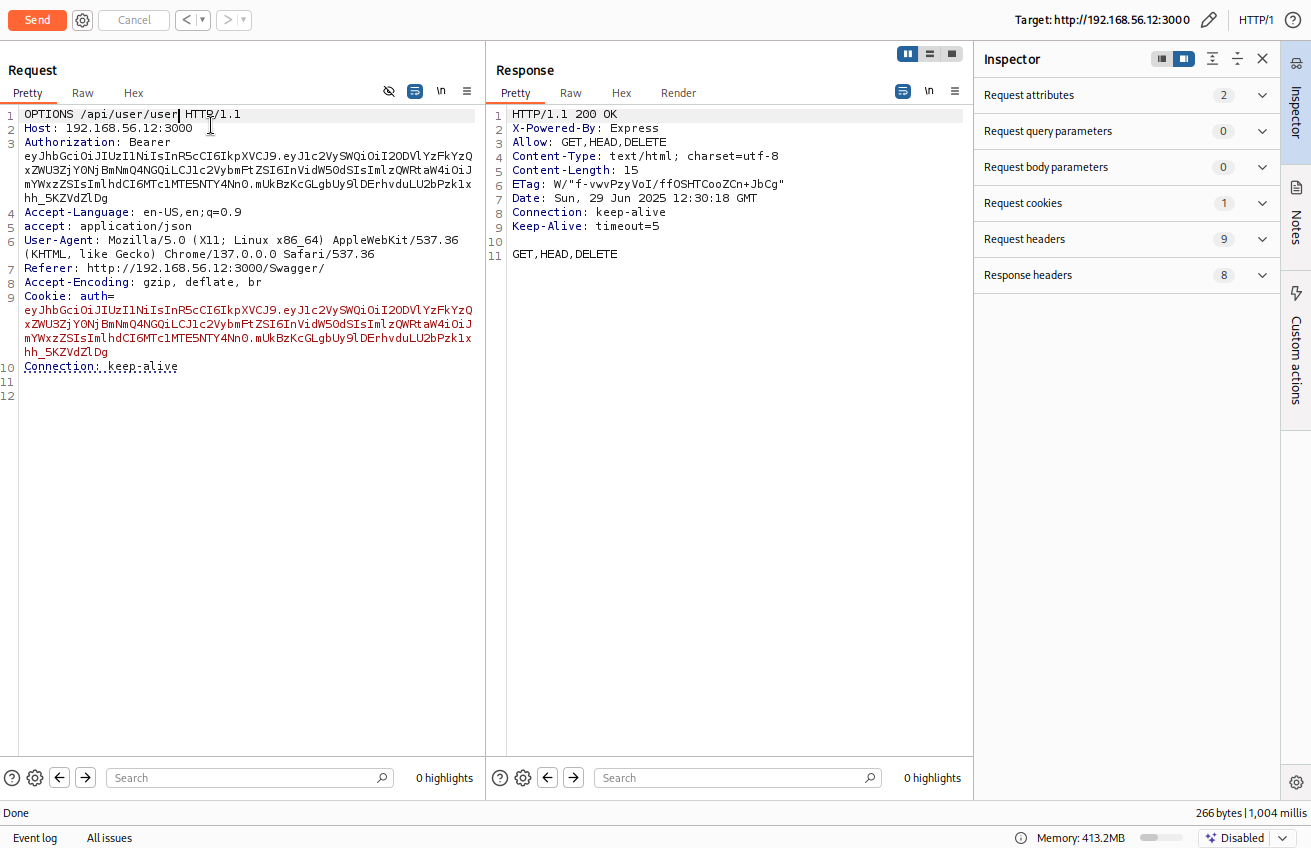 Send
Cancel
<
>
Target: http://192.168.56.12:3000
HTTP/1
Request
Pretty
Raw
Hex
\n
1 OPTIONS /api/user/user HTTP/1.1
2 Host: 192.168.56.12:3000
3 Authorization: Bearer
eyJhbGciOiJIUzI1NiIsInR5cCI6IkpXVCJ9.eyJ1c2VySWQiOiI2ODVlYzFkYzQ
xZWU3ZjY0NjBmNmQ4NGQiLCJ1c2VybmFtZSI6InVidW50dSIsImlzQWRtaW4iOiJ
mYWxzZSIsImlhdCI6MTc1MTE5NTY4Nn0.mUkBzKcGLgbUy9lDErhvduLU2bPzk1x
hh_5KZVdZlDg
4 Accept-Language: en-US,en;q=0.9
5 accept: application/json
6 User-Agent: Mozilla/5.0 (X11; Linux x86_64) AppleWebKit/537.36
(KHTML, like Gecko) Chrome/137.0.0.0 Safari/537.36
7 Referer: http://192.168.56.12:3000/Swagger/
8 Accept-Encoding: gzip, deflate, br
9 Cookie: auth=
eyJhbGciOiJIUzI1NiIsInR5cCI6IkpXVCJ9.eyJ1c2VySWQiOiI2ODVlYzFkYzQ
xZWU3ZjY0NjBmNmQ4NGQiLCJ1c2VybmFtZSI6InVidW50dSIsImlzQWRtaW4iOiJ
mYWxzZSIsImlhdCI6MTc1MTE5NTY4Nn0.mUkBzKcGLgbUy9lDErhvduLU2bPzk1x
hh_5KZVdZlDg
10 Connection: keep-alive
11
12
Search
0 highlights
Response
Pretty
Raw
Hex
Render
\n
1 HTTP/1.1 200 OK
2 X-Powered-By: Express
3 Allow: GET,HEAD,DELETE
4 Content-Type: text/html; charset=utf-8
5 Content-Length: 15
6 ETag: W/"f-vwvPzyVoI/ffOSHTCooZCn+JbCg"
7 Date: Sun, 29 Jun 2025 12:30:18 GMT
8 Connection: keep-alive
9 Keep-Alive: timeout=5
10
11 GET,HEAD,DELETE
Search
0 highlights
Inspector
Request attributes 2
Request query parameters 0
Request body parameters 0
Request cookies 1
Request headers 9
Response headers 8
Inspector
Notes
Custom actions
Done
266 bytes | 1,004 millis
Event log
All issues
Memory: 413.2MB
Disabled